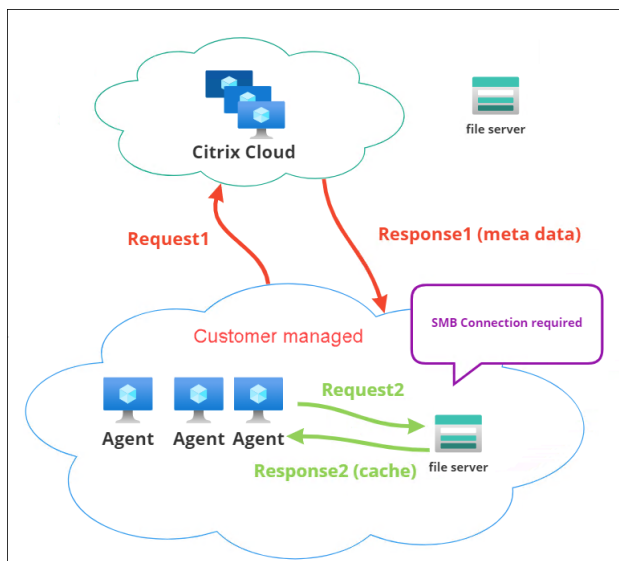 Citrix Cloud
file server
Request1
Response1 (meta data)
SMB Connection required
Customer managed
Request2
Agent
Agent
Agent
Response2 (cache)
file server